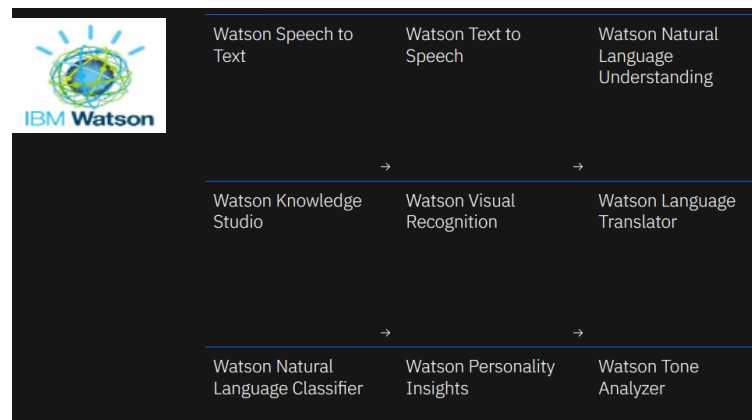 IBM Watson
Watson Speech to
Text
Watson Text to
Speech
Watson Natural
Language
Understanding
→
→
Watson Knowledge
Studio
Watson Visual
Recognition
Watson Language
Translator
→
→
Watson Natural
Language Classifier
Watson Personality
Insights
Watson Tone
Analyzer